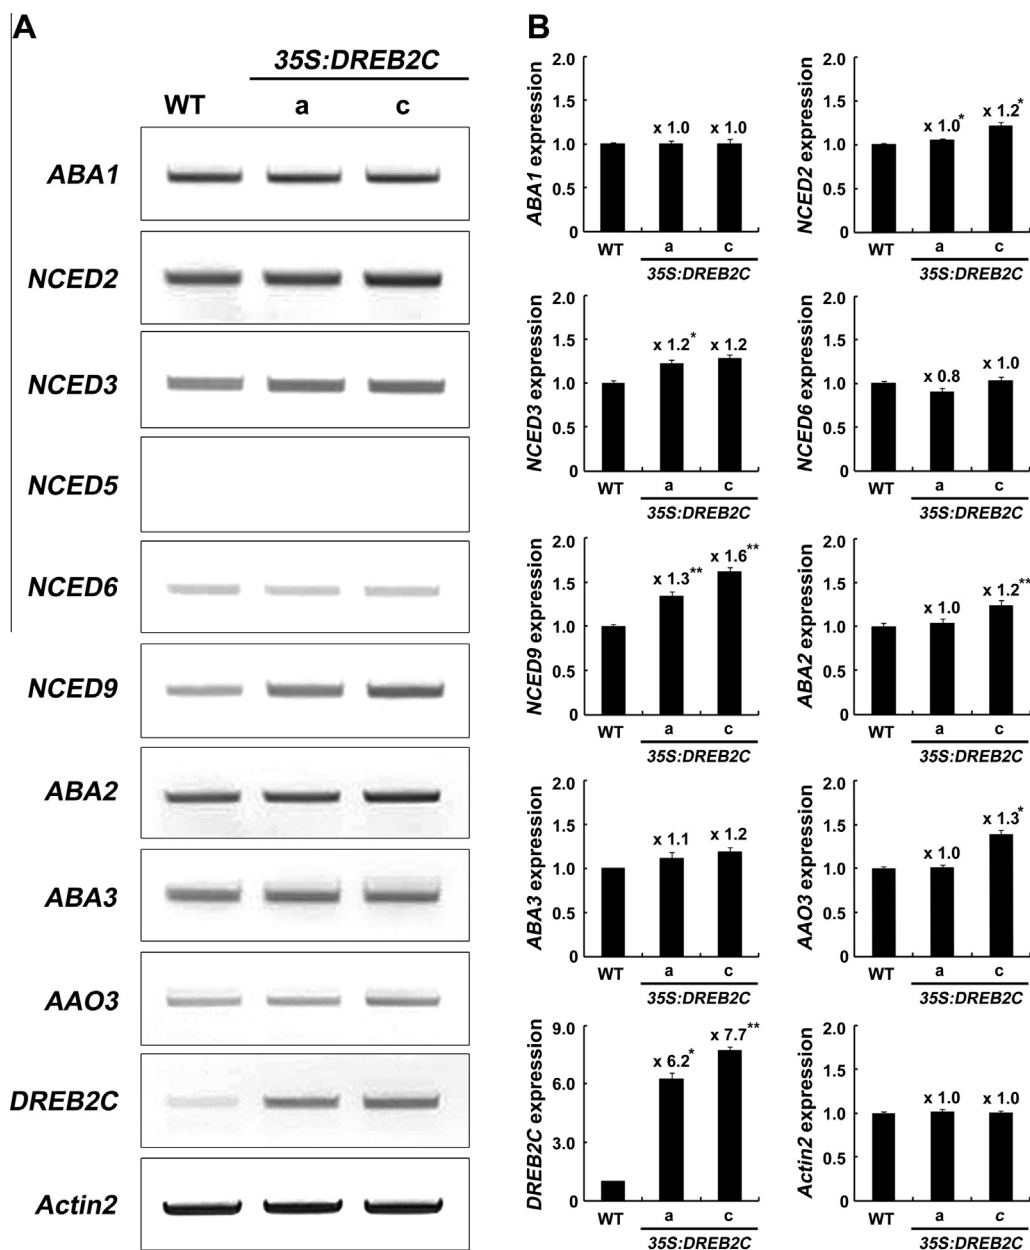 A
35S:DREB2C
WT a c
ABA1
NCED2
NCED3
NCED5
NCED6
NCED9
ABA2
ABA3
AAO3
DREB2C
Actin2
B
ABA1 expression
2.0
1.5
1.0
0.5
0
x 1.0 x 1.0
WT a c
35S:DREB2C
NCED2 expression
2.0
1.5
1.0
0.5
0
x 1.0* x 1.2*
WT a c
35S:DREB2C
NCED3 expression
2.0
1.5
1.0
0.5
0
x 1.2* x 1.2
WT a c
35S:DREB2C
NCED6 expression
2.0
1.5
1.0
0.5
0
x 0.8 x 1.0
WT a c
35S:DREB2C
NCED9 expression
2.0
1.5
1.0
0.5
0
x 1.3** x 1.6**
WT a c
35S:DREB2C
ABA2 expression
2.0
1.5
1.0
0.5
0
x 1.0 x 1.2**
WT a c
35S:DREB2C
ABA3 expression
2.0
1.5
1.0
0.5
0
x 1.1 x 1.2
WT a c
35S:DREB2C
AAO3 expression
2.0
1.5
1.0
0.5
0
x 1.0 x 1.3*
WT a c
35S:DREB2C
DREB2C expression
9.0
6.0
3.0
0
x 6.2* x 7.7**
WT a c
35S:DREB2C
Actin2 expression
2.0
1.5
1.0
0.5
0
x 1.0 x 1.0
WT a c
35S:DREB2C